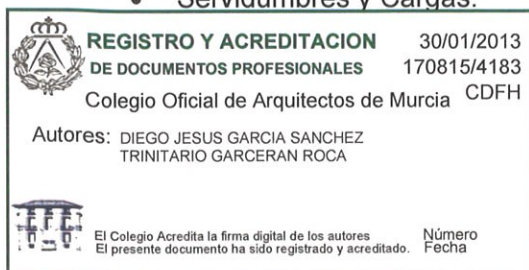 • Servidumbres y Cargas:
REGISTRO Y ACREDITACION 30/01/2013
DE DOCUMENTOS PROFESIONALES 170815/4183
Colegio Oficial de Arquitectos de Murcia CDFH
Autores: DIEGO JESUS GARCIA SANCHEZ
TRINITARIO GARCERAN ROCA
El Colegio Acredita la firma digital de los autores Número
El presente documento ha sido registrado y acreditado. Fecha